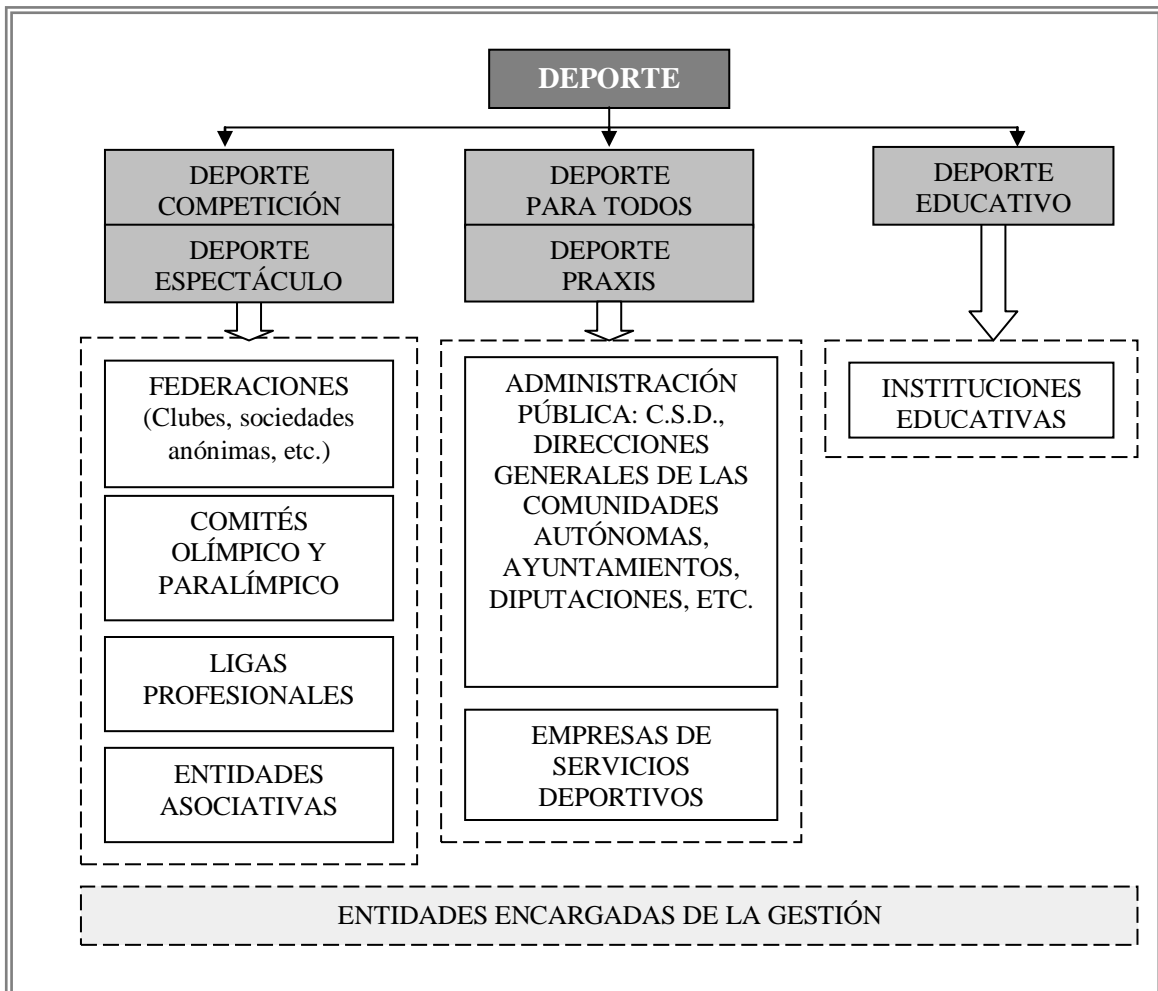 DEPORTE
DEPORTE
COMPETICIÓN
DEPORTE
ESPECTÁCULO
DEPORTE
PARA TODOS
DEPORTE
PRAXIS
DEPORTE
EDUCATIVO
FEDERACIONES
(Clubes, sociedades
anónimas, etc.)
COMITÉS
OLÍMPICO Y
PARALÍMPICO
LIGAS
PROFESIONALES
ENTIDADES
ASOCIATIVAS
ADMINISTRACIÓN
PÚBLICA: C.S.D.,
DIRECCIONES
GENERALES DE LAS
COMUNIDADES
AUTÓNOMAS,
AYUNTAMIENTOS,
DIPUTACIONES, ETC.
EMPRESAS DE
SERVICIOS
DEPORTIVOS
INSTITUCIONES
EDUCATIVAS
ENTIDADES ENCARGADAS DE LA GESTIÓN